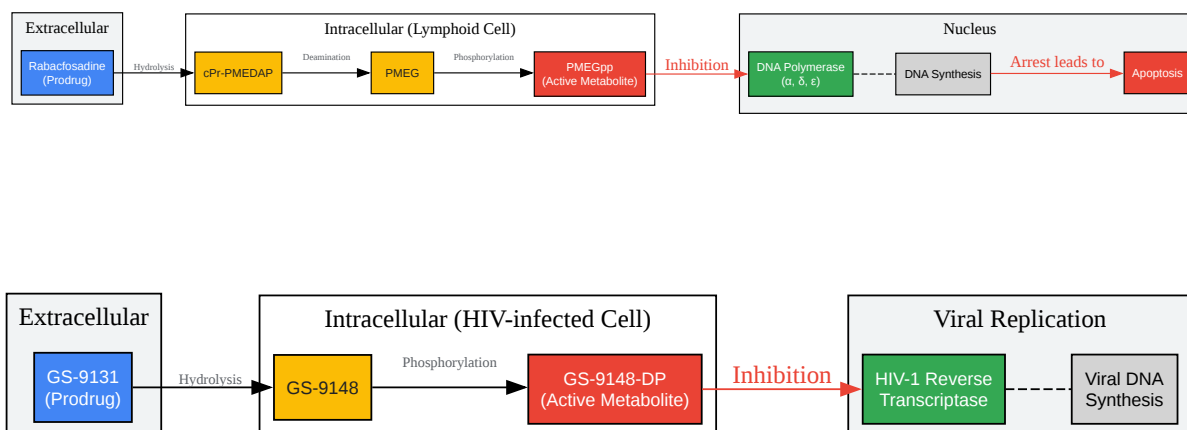 Extracellular
Intracellular (Lymphoid Cell)
Nucleus
Rabacfosadine
(Prodrug)
Hydrolysis
cPr-PMEDAP
Deamination
PMEG
Phosphorylation
PMEGpp
(Active Metabolite)
Inhibition
DNA Polymerase
(α, δ, ε)
DNA Synthesis
Arrest leads to
Apoptosis
Extracellular
Intracellular (HIV-infected Cell)
Viral Replication
GS-9131
(Prodrug)
Hydrolysis
GS-9148
Phosphorylation
GS-9148-DP
(Active Metabolite)
Inhibition
HIV-1 Reverse
Transcriptase
Viral DNA
Synthesis